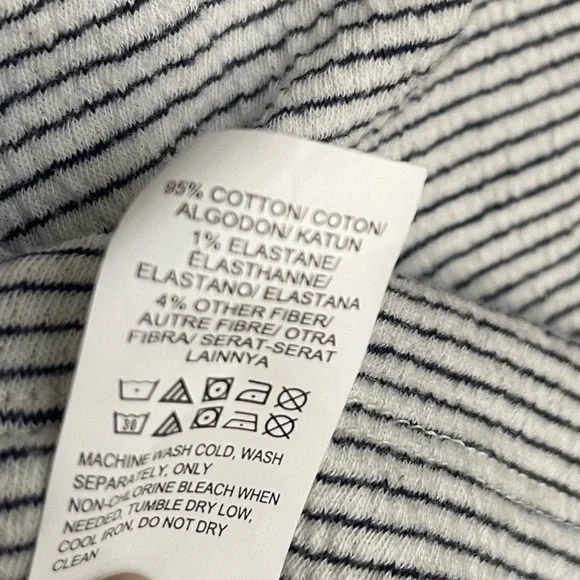 95% COTTON/ COTON/
ALGODON/ KATUN
1% ELASTANE/
ELASTHANNE/
ELASTANO/ ELASTANA
4% OTHER FIBER/
AUTRE FIBRE/ OTRA
FIBRA/ SERAT-SERAT
LAINNYA
30
MACHINE WASH COLD, WASH
SEPARATELY, ONLY
NON-CHLORINE BLEACH WHEN
NEEDED, TUMBLE DRY LOW,
COOL IRON, DO NOT DRY
CLEAN